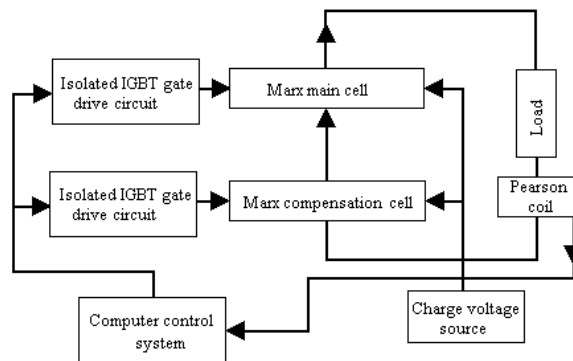 Isolated IGBT gate
drive circuit
Marx main cell
Load
Isolated IGBT gate
drive circuit
Marx compensation cell
Pearson
coil
Computer control
system
Charge voltage
source